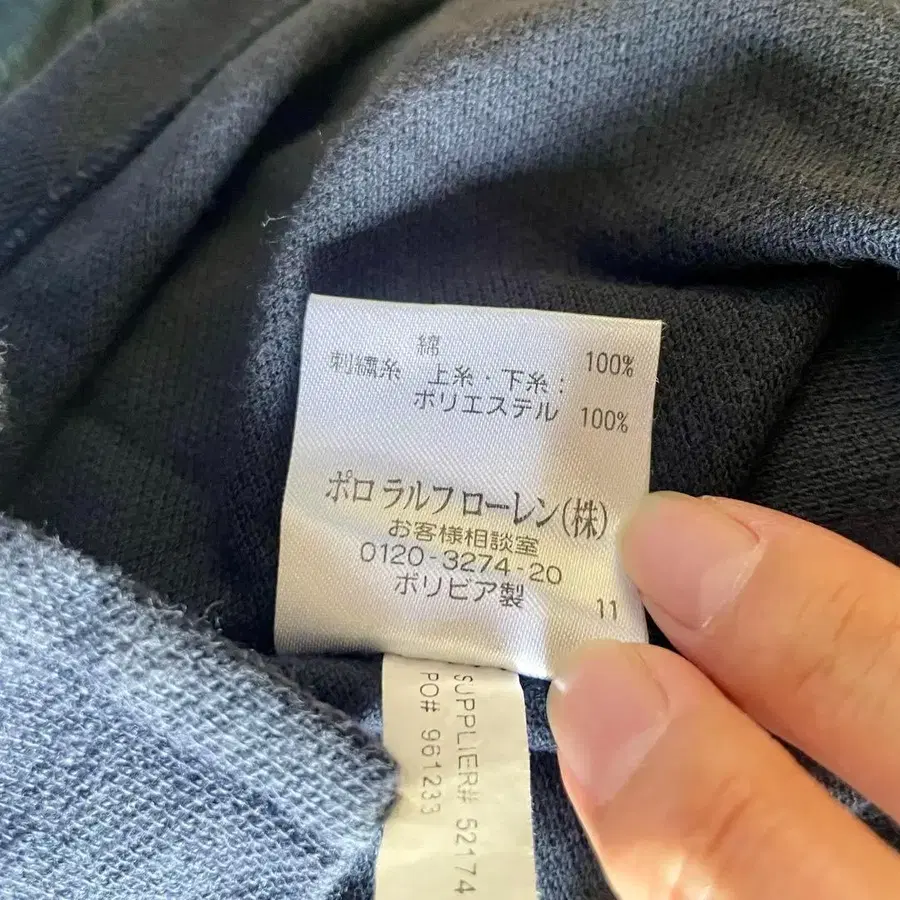 綿 100%
刺繍糸 上糸・下糸:
ポリエステル 100%
ポロ ラルフ ローレン(株)
お客様相談室
0120-3274-20
ボリビア製
11
SUPPLIER# 52174
PO# 961233